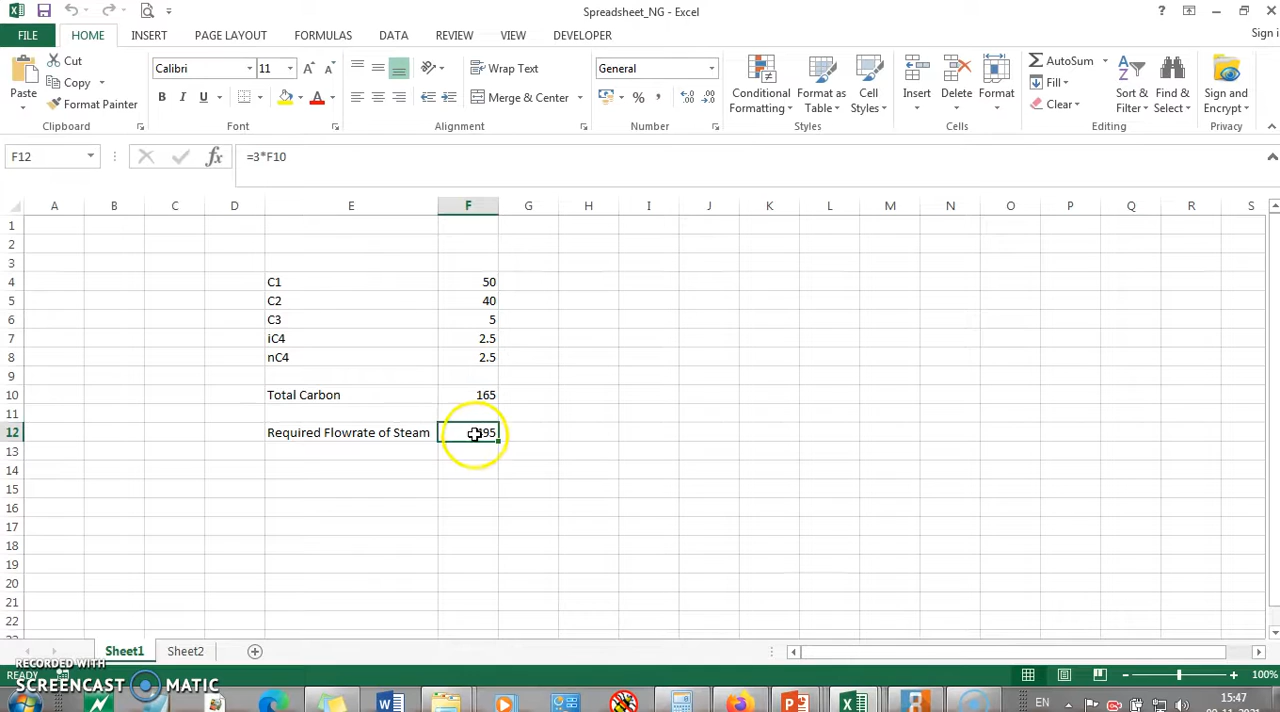 Spreadsheet_NG - Excel
FILE HOME INSERT PAGE LAYOUT FORMULAS DATA REVIEW VIEW DEVELOPER Sign i
Cut
Copy
Format Painter
Paste
Clipboard
Calibri 11
B I U
Font
Wrap Text
Merge & Center
Alignment
General
%
Number
Conditional Formatting
Format as Table
Cell Styles
Styles
Insert Delete Format
Cells
AutoSum
Fill
Clear
Sort & Filter
Find & Select
Editing
Sign and Encrypt
Privacy
F12 fx =3*F10
A B C D E F G H I J K L M N O P Q R S
1
2
3
4 C1 50
5 C2 40
6 C3 5
7 iC4 2.5
8 nC4 2.5
9
10 Total Carbon 165
11
12 Required Flowrate of Steam 495
13
14
15
16
17
18
19
20
21
22
Sheet1 Sheet2
READY 100%
RECORDED WITH
SCREENCAST MATIC
EN 15:47